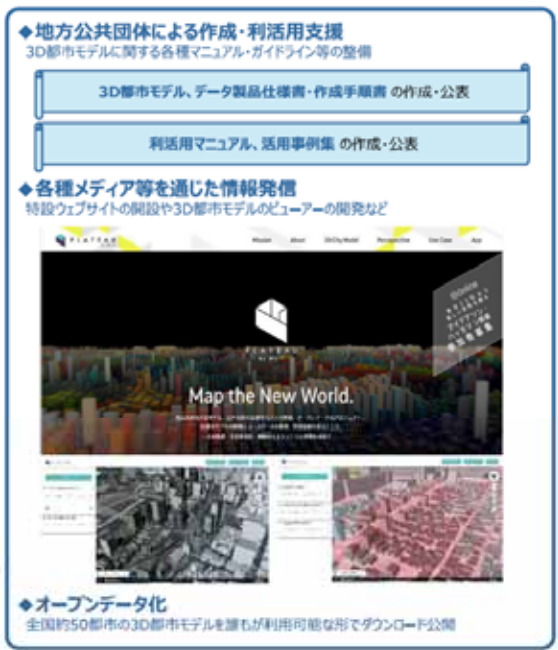 ◆地方公共団体による作成・利活用支援
3D都市モデルに関する各種マニュアル・ガイドライン等の整備
3D都市モデル、データ製品仕様書・作成手順書 の作成・公表
利活用マニュアル、活用事例集 の作成・公表
◆各種メディア等を通じた情報発信
特設ウェブサイトの開設や3D都市モデルのビューアーの開発など
PLATEAU
Mission About 3D City Model Perspective Use Case App
PLATEAU
Map the New World.
◆オープンデータ化
全国約50都市の3D都市モデルを誰もが利用可能な形でダウンロード公開